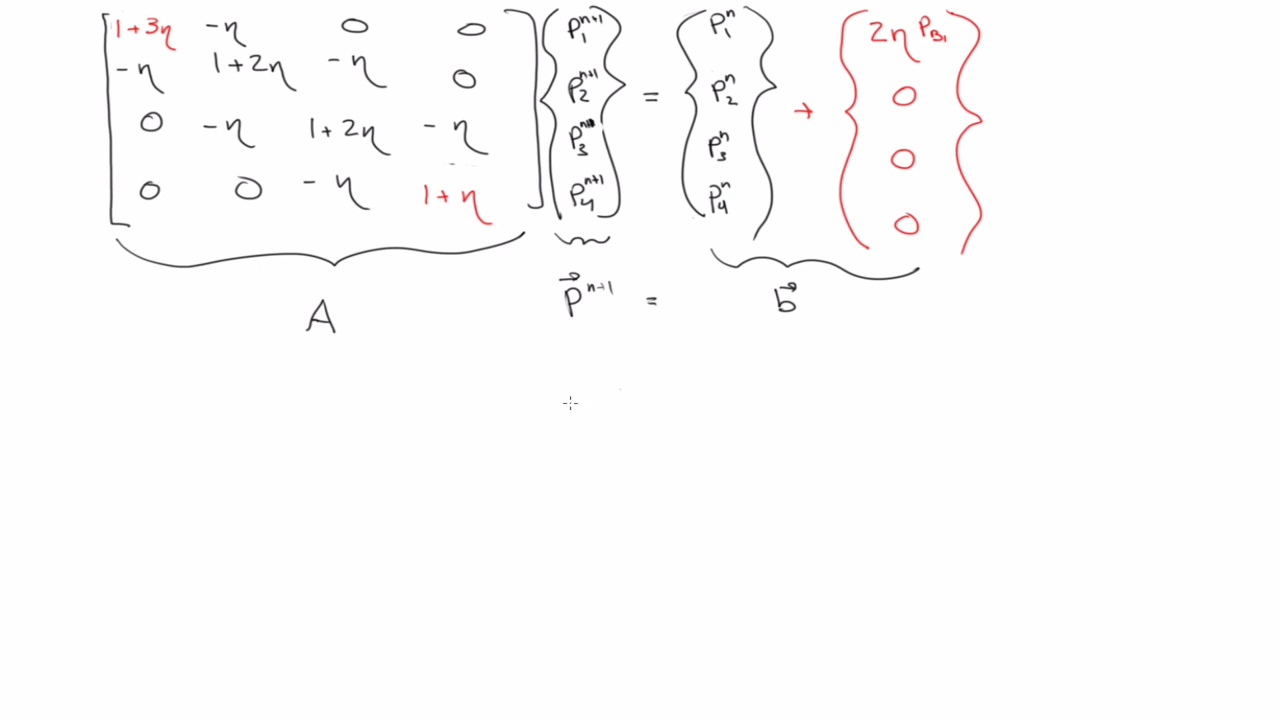 1+3η -η 0 0 P₁ⁿ⁺¹ P₁ⁿ 2η P_B₁
-η 1+2η -η 0 P₂ⁿ⁺¹ = P₂ⁿ + 0
0 -η 1+2η -η P₃ⁿ⁺¹ P₃ⁿ 0
0 0 -η 1+η P₄ⁿ⁺¹ P₄ⁿ 0
A P⃗ⁿ⁺¹ = b⃗